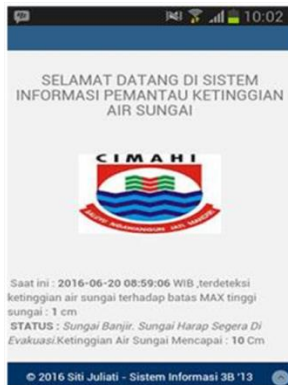 10:02
SELAMAT DATANG DI SISTEM
INFORMASI PEMANTAU KETINGGIAN
AIR SUNGAI
CIMAHI
Saat ini : 2016-06-20 08:59:06 WIB ,terdeteksi
ketinggian air sungai terhadap batas MAX tinggi
sungai : 1 cm
STATUS : Sungai Banjir. Sungai Harap Segera Di
Evakuasi.Ketinggian Air Sungai Mencapai : 10 Cm
© 2016 Siti Juliati - Sistem Informasi 3B '13